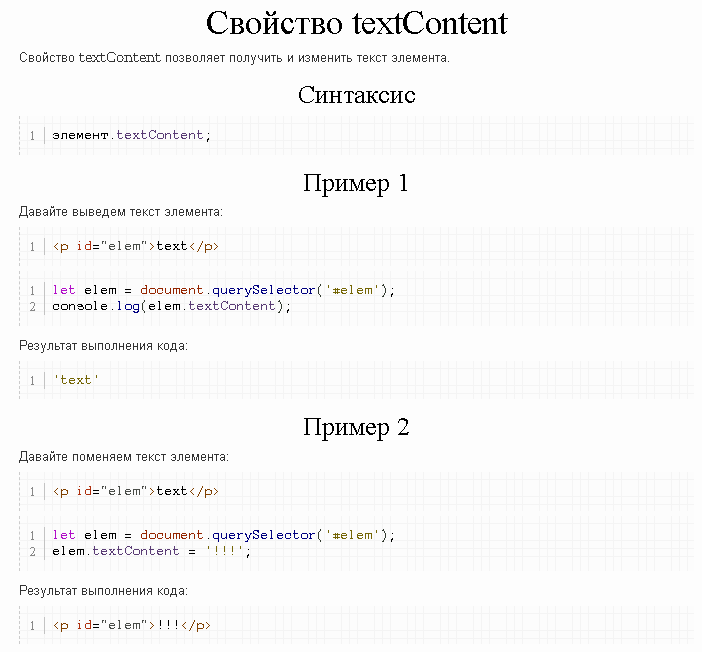 Свойство textContent
Свойство textContent позволяет получить и изменить текст элемента.
Синтаксис
1 элемент.textContent;
Пример 1
Давайте выведем текст элемента:
1 <p id="elem">text</p>
1 let elem = document.querySelector('#elem');
2 console.log(elem.textContent);
Результат выполнения кода:
1 'text'
Пример 2
Давайте поменяем текст элемента:
1 <p id="elem">text</p>
1 let elem = document.querySelector('#elem');
2 elem.textContent = '!!!';
Результат выполнения кода:
1 <p id="elem">!!!</p>